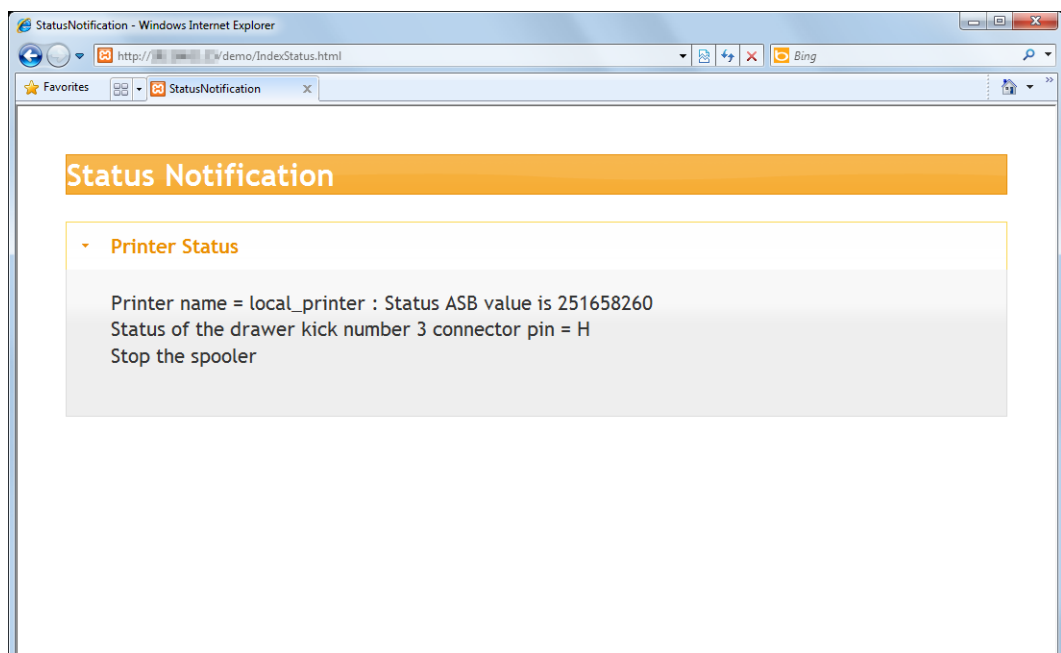 StatusNotification - Windows Internet Explorer
http:// /demo/IndexStatus.html
Bing
Favorites
StatusNotification
Status Notification
Printer Status
Printer name = local_printer : Status ASB value is 251658260
Status of the drawer kick number 3 connector pin = H
Stop the spooler